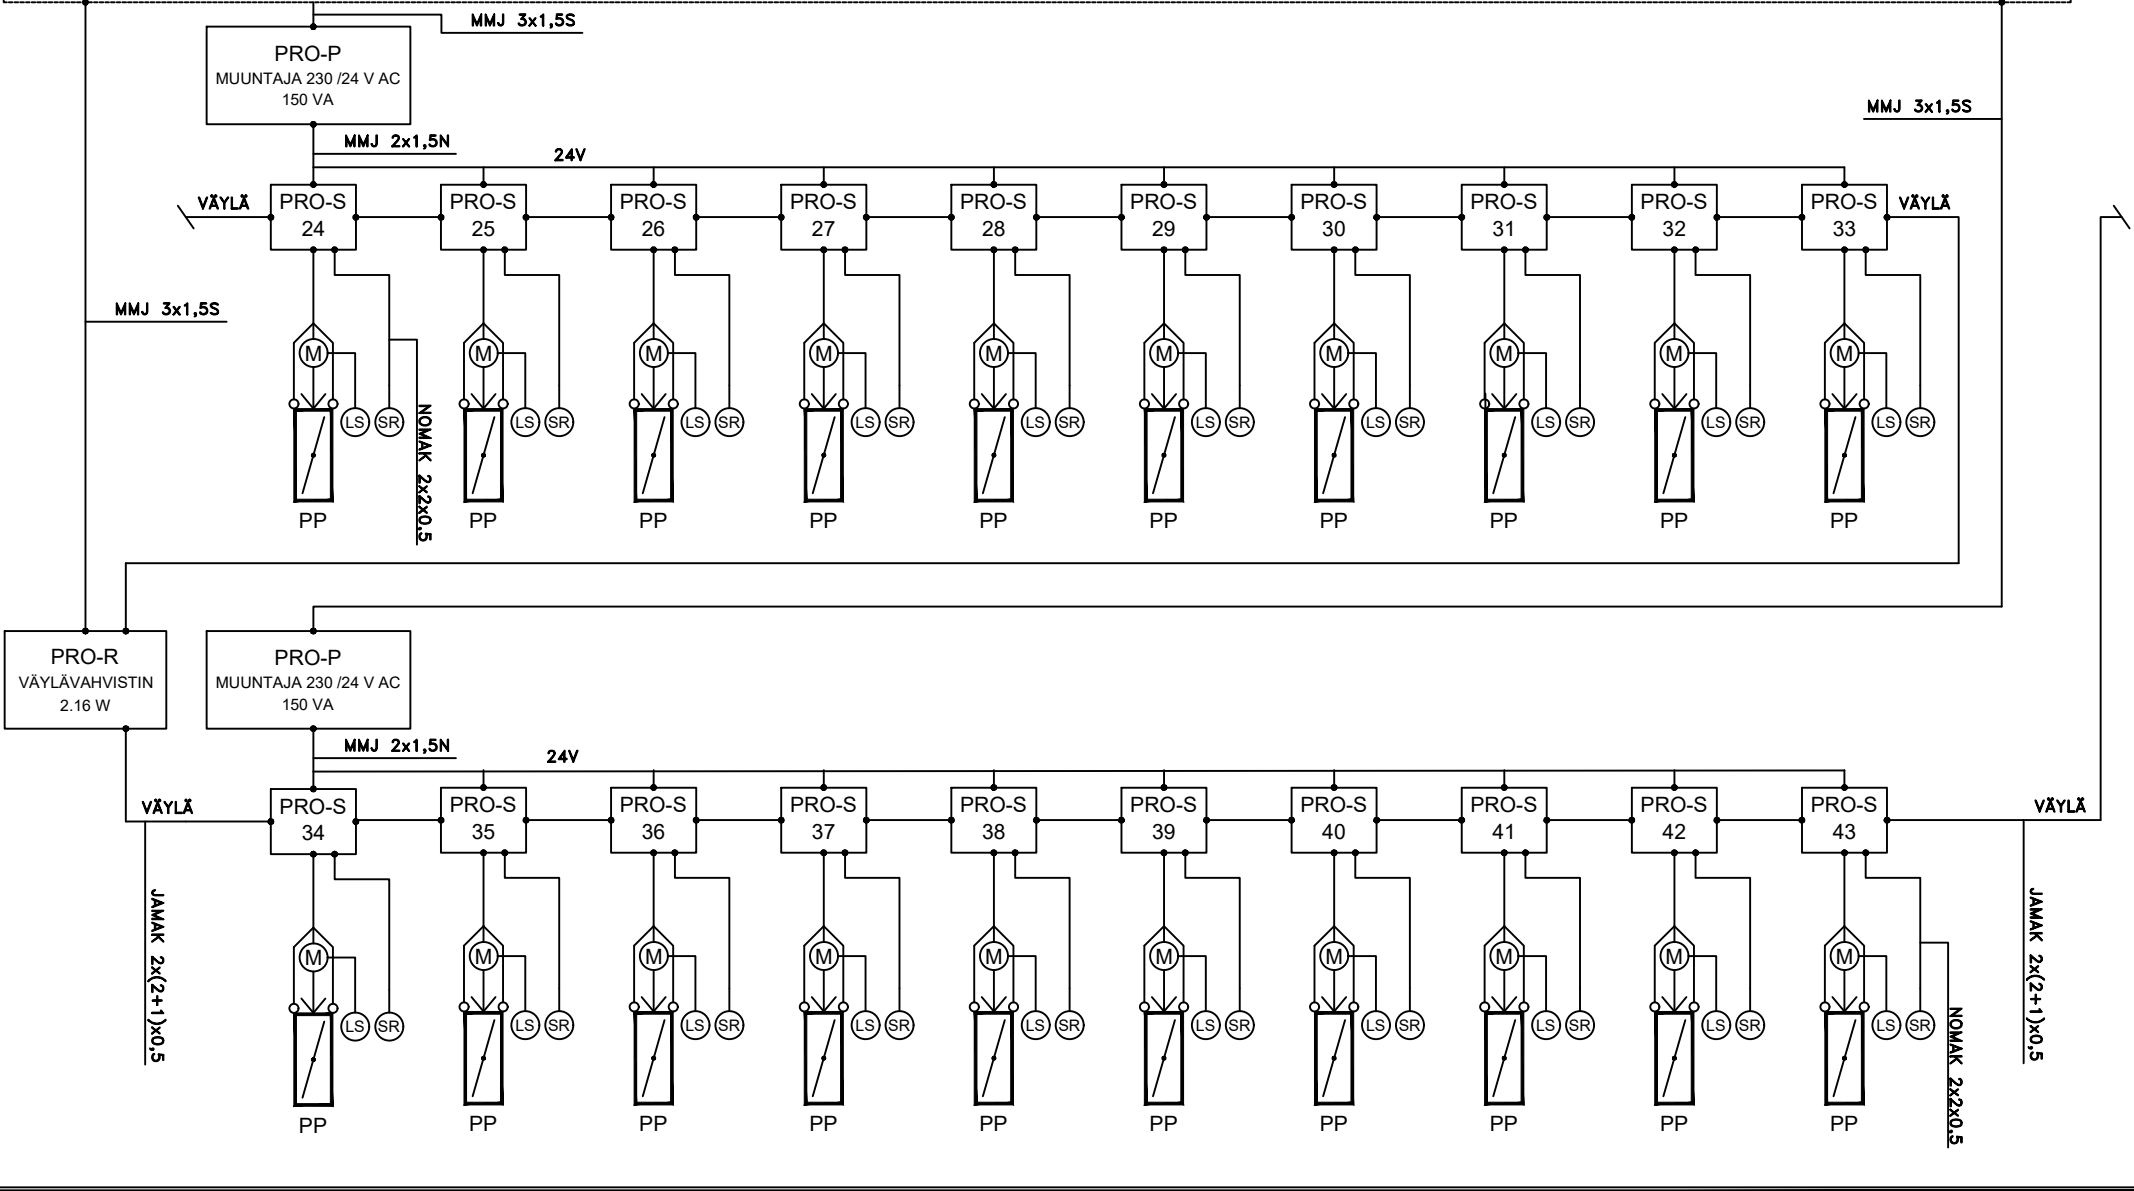 MMJ 3x1,5S
PRO-P
MUUNTAJA 230 /24 V AC
150 VA
MMJ 3x1,5S
MMJ 2x1,5N
24V
VÄYLÄ
PRO-S
24
PRO-S
25
PRO-S
26
PRO-S
27
PRO-S
28
PRO-S
29
PRO-S
30
PRO-S
31
PRO-S
32
PRO-S
33
VÄYLÄ
MMJ 3x1,5S
M
M
M
M
M
M
M
M
M
M
LS
SR
LS
SR
LS
SR
LS
SR
LS
SR
LS
SR
LS
SR
LS
SR
LS
SR
LS
SR
NOMAK 2x2x0,5
PP
PP
PP
PP
PP
PP
PP
PP
PP
PP
PRO-R
VÄYLÄVAHVISTIN
2.16 W
PRO-P
MUUNTAJA 230 /24 V AC
150 VA
MMJ 2x1,5N
24V
VÄYLÄ
PRO-S
34
PRO-S
35
PRO-S
36
PRO-S
37
PRO-S
38
PRO-S
39
PRO-S
40
PRO-S
41
PRO-S
42
PRO-S
43
VÄYLÄ
JAMAK 2x(2+1)x0,5
JAMAK 2x(2+1)x0,5
M
M
M
M
M
M
M
M
M
M
LS
SR
LS
SR
LS
SR
LS
SR
LS
SR
LS
SR
LS
SR
LS
SR
LS
SR
LS
SR
NOMAK 2x2x0,5
PP
PP
PP
PP
PP
PP
PP
PP
PP
PP